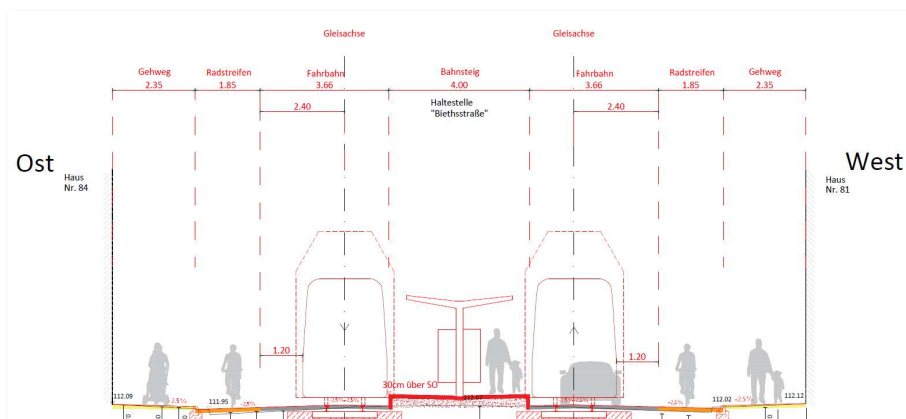 Gleisachse Gleisachse
Gehweg Radstreifen Fahrbahn Bahnsteig Fahrbahn Radstreifen Gehweg
2.35 1.85 3.66 4.00 3.66 1.85 2.35
2.40 2.40
Haltestelle
"Biethsstraße"
Ost West
Haus
Nr. 84
Haus
Nr. 81
1.20 1.20
30cm über SO
112.09 111.95 112.02 112.12